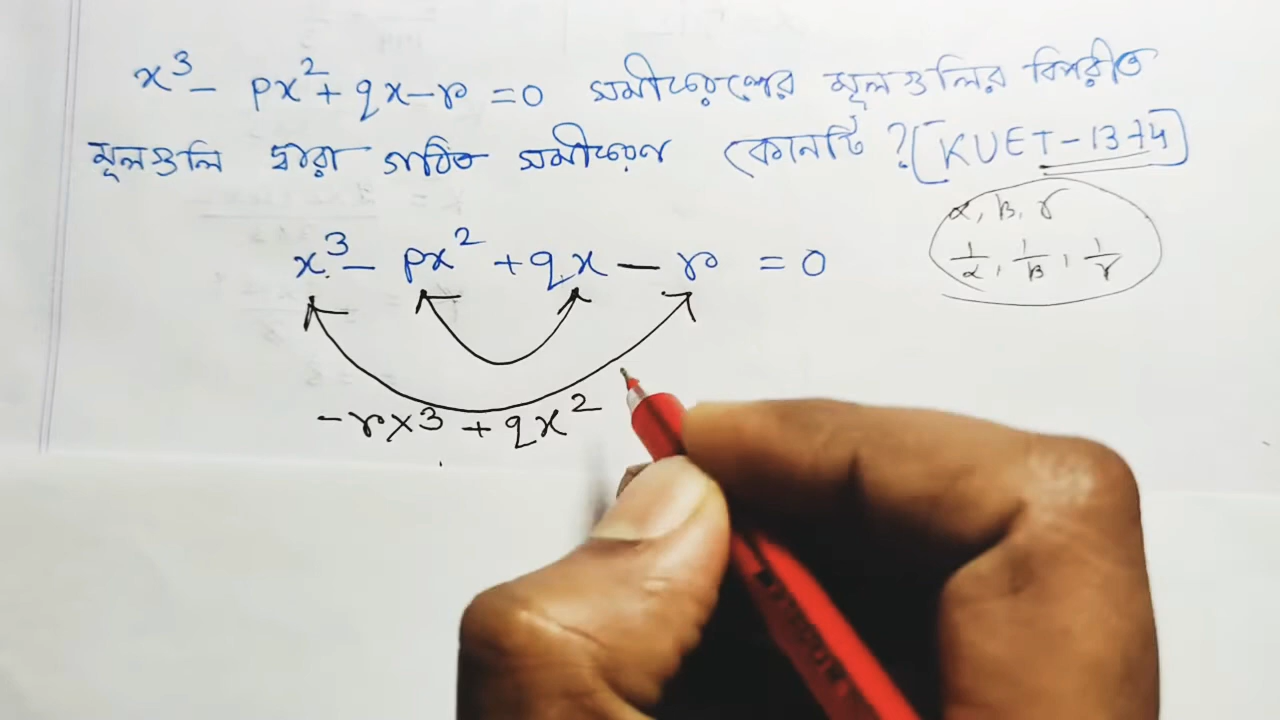 x³ - px² + qx - r = 0 সমীকরণের মূলগুলির বিপরীত
মূলগুলি দ্বারা গঠিত সমীকরণ কোনটি ? [KUET-13-14]
α, β, γ
1/α, 1/β, 1/γ
x³ - px² + qx - r = 0
-rx³ + qx²